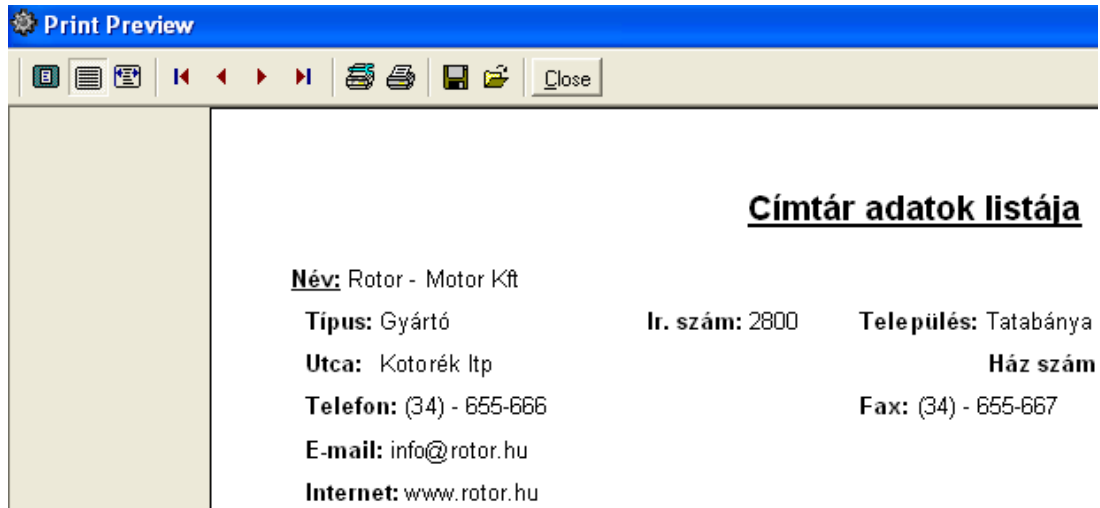 Print Preview
Close
Címtár adatok listája
Név: Rotor - Motor Kft
Típus: Gyártó Ir. szám: 2800 Település: Tatabánya
Utca: Kotorék ltp Ház szám
Telefon: (34) - 655-666 Fax: (34) - 655-667
E-mail: info@rotor.hu
Internet: www.rotor.hu